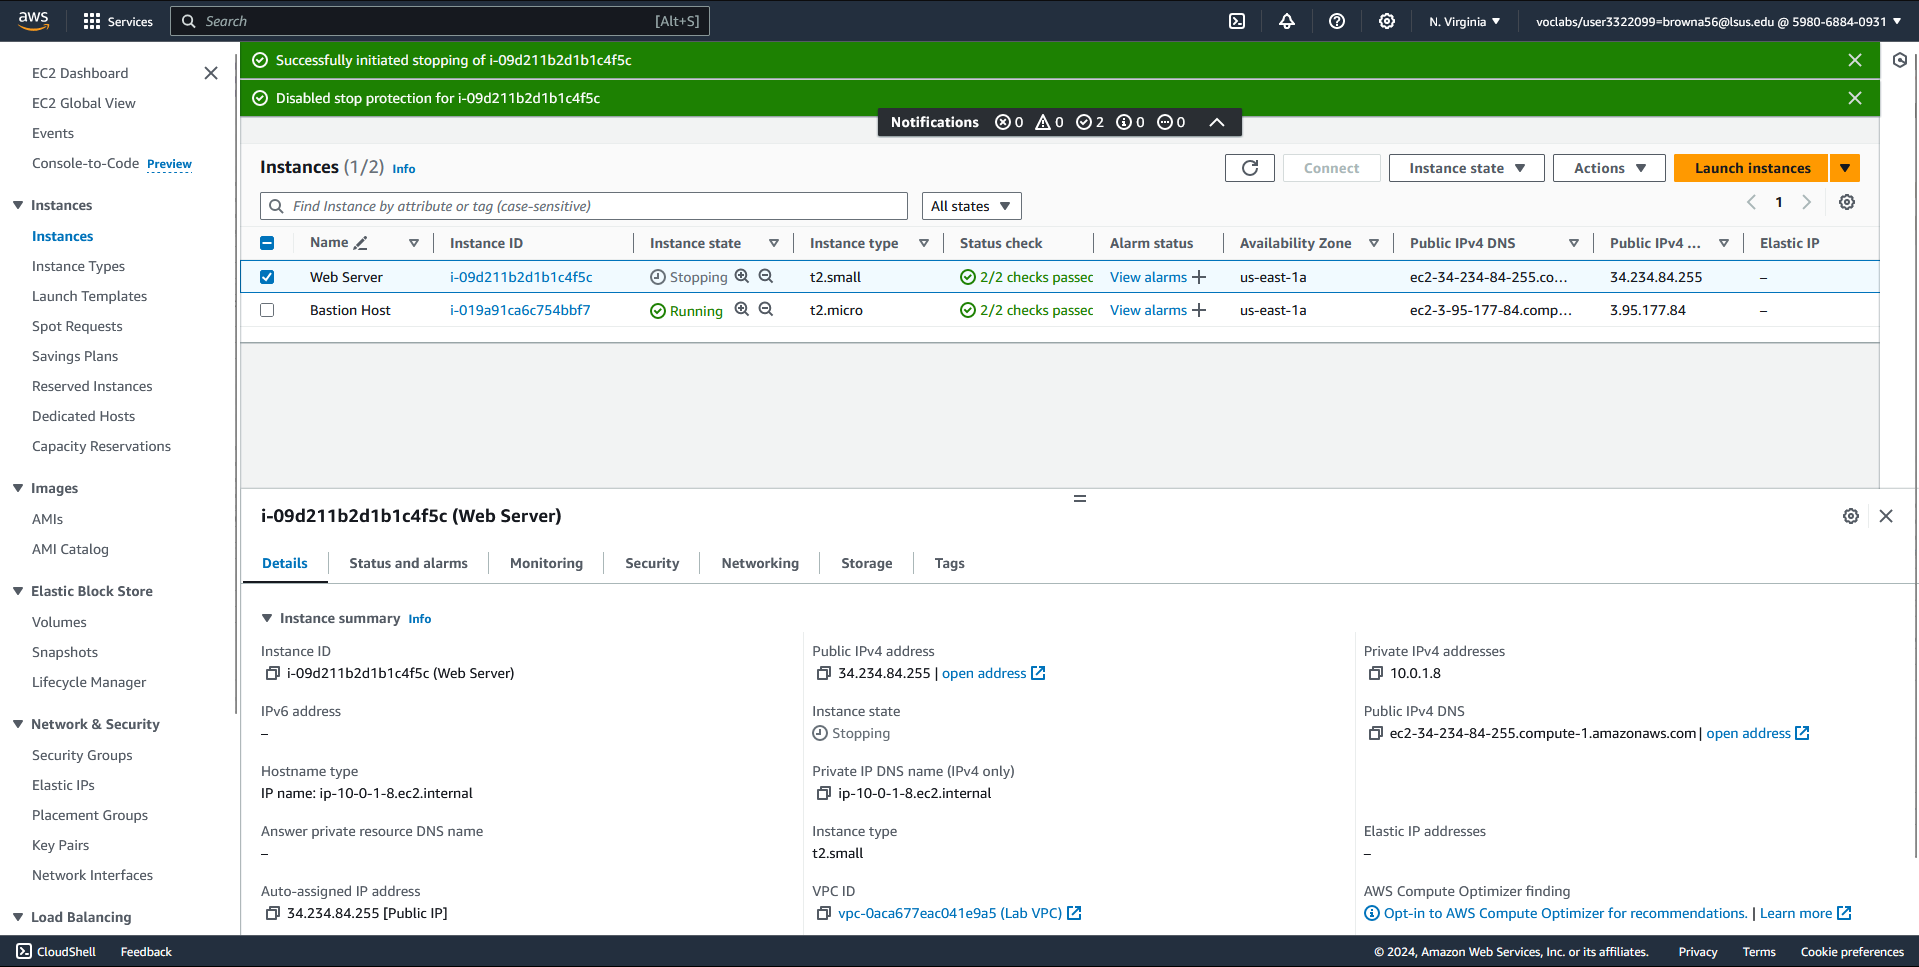 aws Services Search [Alt+S] N. Virginia ▼ voclabs/user3322099=browna56@lsus.edu @ 5980-6884-0931 ▼
EC2 Dashboard
EC2 Global View
Events
Console-to-Code Preview
Instances
Instances
Instance Types
Launch Templates
Spot Requests
Savings Plans
Reserved Instances
Dedicated Hosts
Capacity Reservations
Images
AMIs
AMI Catalog
Elastic Block Store
Volumes
Snapshots
Lifecycle Manager
Network & Security
Security Groups
Elastic IPs
Placement Groups
Key Pairs
Network Interfaces
Load Balancing
Successfully initiated stopping of i-09d211b2d1b1c4f5c
Disabled stop protection for i-09d211b2d1b1c4f5c
Notifications 0 0 2 0 0
Instances (1/2) Info Connect Instance state ▼ Actions ▼ Launch instances ▼
Find Instance by attribute or tag (case-sensitive) All states ▼ 1
Name Instance ID Instance state Instance type Status check Alarm status Availability Zone Public IPv4 DNS Public IPv4 ... Elastic IP
Web Server i-09d211b2d1b1c4f5c Stopping t2.small 2/2 checks passec View alarms + us-east-1a ec2-34-234-84-255.co... 34.234.84.255 –
Bastion Host i-019a91ca6c754bbf7 Running t2.micro 2/2 checks passec View alarms + us-east-1a ec2-3-95-177-84.comp... 3.95.177.84 –
i-09d211b2d1b1c4f5c (Web Server)
Details Status and alarms Monitoring Security Networking Storage Tags
Instance summary Info
Instance ID Public IPv4 address Private IPv4 addresses
i-09d211b2d1b1c4f5c (Web Server) 34.234.84.255 | open address 10.0.1.8
IPv6 address Instance state Public IPv4 DNS
– Stopping ec2-34-234-84-255.compute-1.amazonaws.com | open address
Hostname type Private IP DNS name (IPv4 only)
IP name: ip-10-0-1-8.ec2.internal ip-10-0-1-8.ec2.internal
Answer private resource DNS name Instance type Elastic IP addresses
– t2.small –
Auto-assigned IP address VPC ID AWS Compute Optimizer finding
34.234.84.255 [Public IP] vpc-0aca677eac041e9a5 (Lab VPC) Opt-in to AWS Compute Optimizer for recommendations. | Learn more
CloudShell Feedback © 2024, Amazon Web Services, Inc. or its affiliates. Privacy Terms Cookie preferences